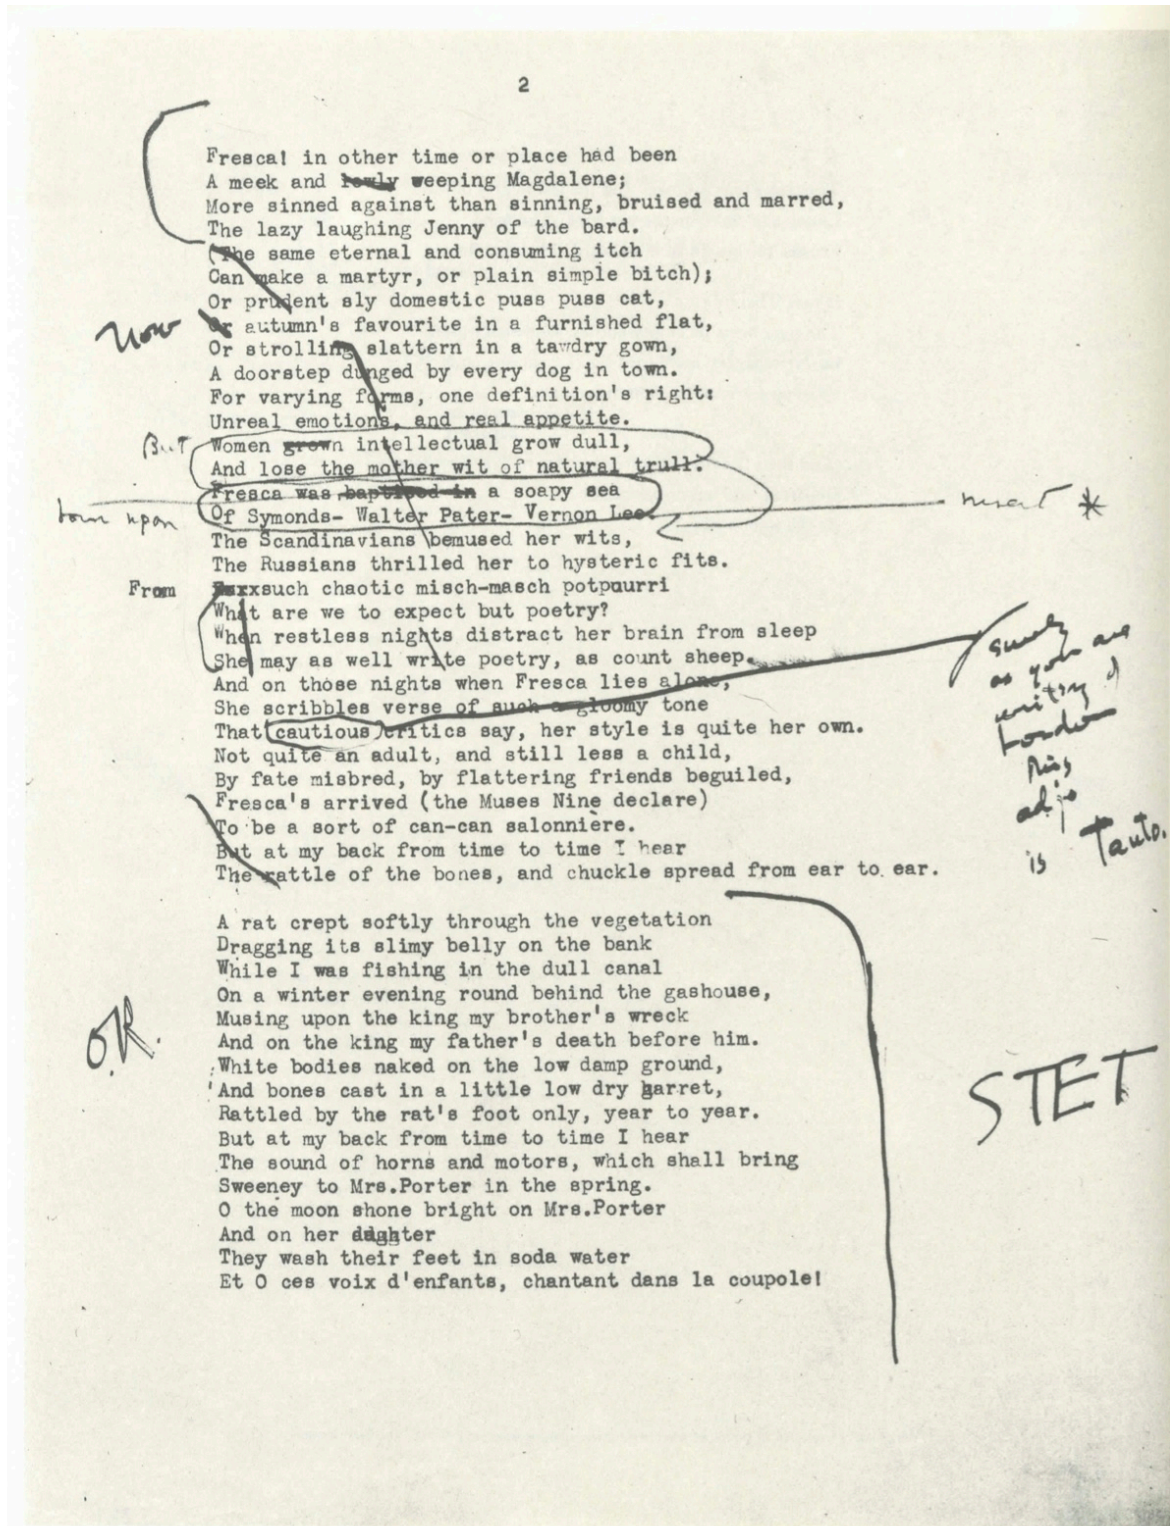 2
Fresca! in other time or place had been
A meek and lowly weeping Magdalene;
More sinned against than sinning, bruised and marred,
The lazy laughing Jenny of the bard.
(The same eternal and consuming itch
Can make a martyr, or plain simple bitch);
Or prudent sly domestic puss puss cat,
Now Or autumn's favourite in a furnished flat,
Or strolling slattern in a tawdry gown,
A doorstep dunged by every dog in town.
For varying forms, one definition's right:
Unreal emotions, and real appetite.
But Women grown intellectual grow dull,
And lose the mother wit of natural trull.
Fresca was baptised in a soapy sea
born upon Of Symonds- Walter Pater- Vernon Lee.
*
The Scandinavians bemused her wits,
The Russians thrilled her to hysteric fits.
From such chaotic misch-masch potpourri
What are we to expect but poetry?
When restless nights distract her brain from sleep
She may as well write poetry, as count sheep.
And on those nights when Fresca lies alone,
She scribbles verse of such a gloomy tone
That cautious critics say, her style is quite her own.
Not quite an adult, and still less a child,
By fate misbred, by flattering friends beguiled,
Fresca's arrived (the Muses Nine declare)
To be a sort of can-can salonnière.
But at my back from time to time I hear
The rattle of the bones, and chuckle spread from ear to ear.
surely
as you are
writing of
London
this
adj.
is Tauto.
A rat crept softly through the vegetation
Dragging its slimy belly on the bank
While I was fishing in the dull canal
On a winter evening round behind the gashouse,
Musing upon the king my brother's wreck
And on the king my father's death before him.
White bodies naked on the low damp ground,
And bones cast in a little low dry garret,
Rattled by the rat's foot only, year to year.
But at my back from time to time I hear
The sound of horns and motors, which shall bring
Sweeney to Mrs.Porter in the spring.
O the moon shone bright on Mrs.Porter
And on her daughter
They wash their feet in soda water
Et O ces voix d'enfants, chantant dans la coupole!
O.K.
STET